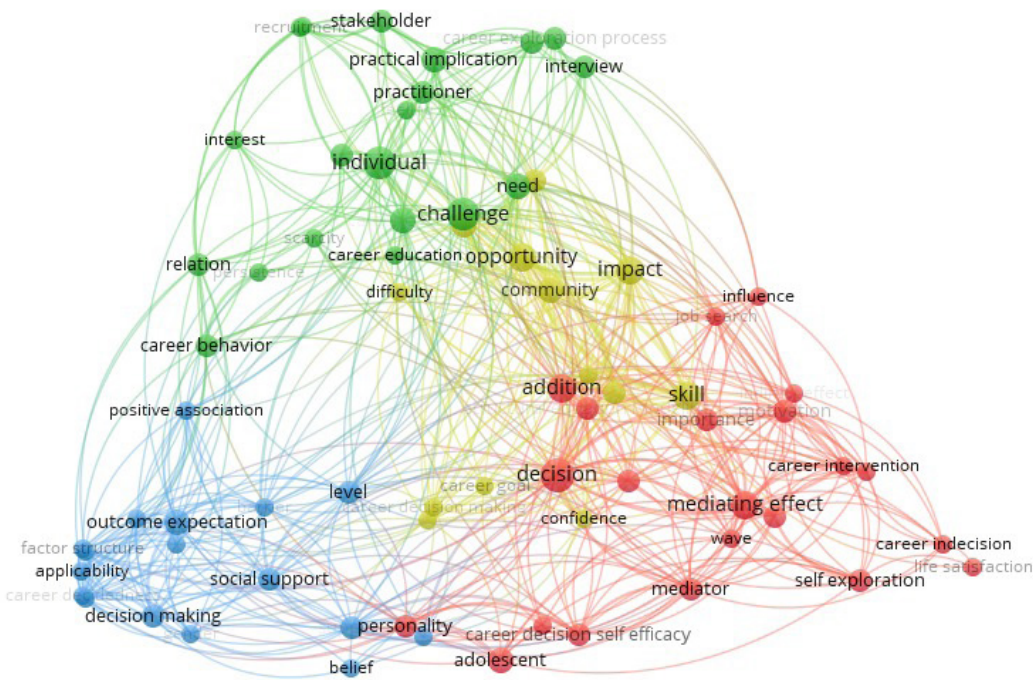 stakeholder
recruitment
career exploration process
practical implication
interview
practitioner
interest
individual
need
challenge
scarcity
career education
opportunity
relation
persistence
impact
difficulty
community
influence
job search
career behavior
addition
skill
effect
positive association
motivation
importance
career intervention
decision
career goal
level
mediating effect
career decision making
outcome expectation
confidence
wave
factor structure
career indecision
applicability
life satisfaction
social support
self exploration
mediator
decision making
personality
career decision self efficacy
adolescent
belief